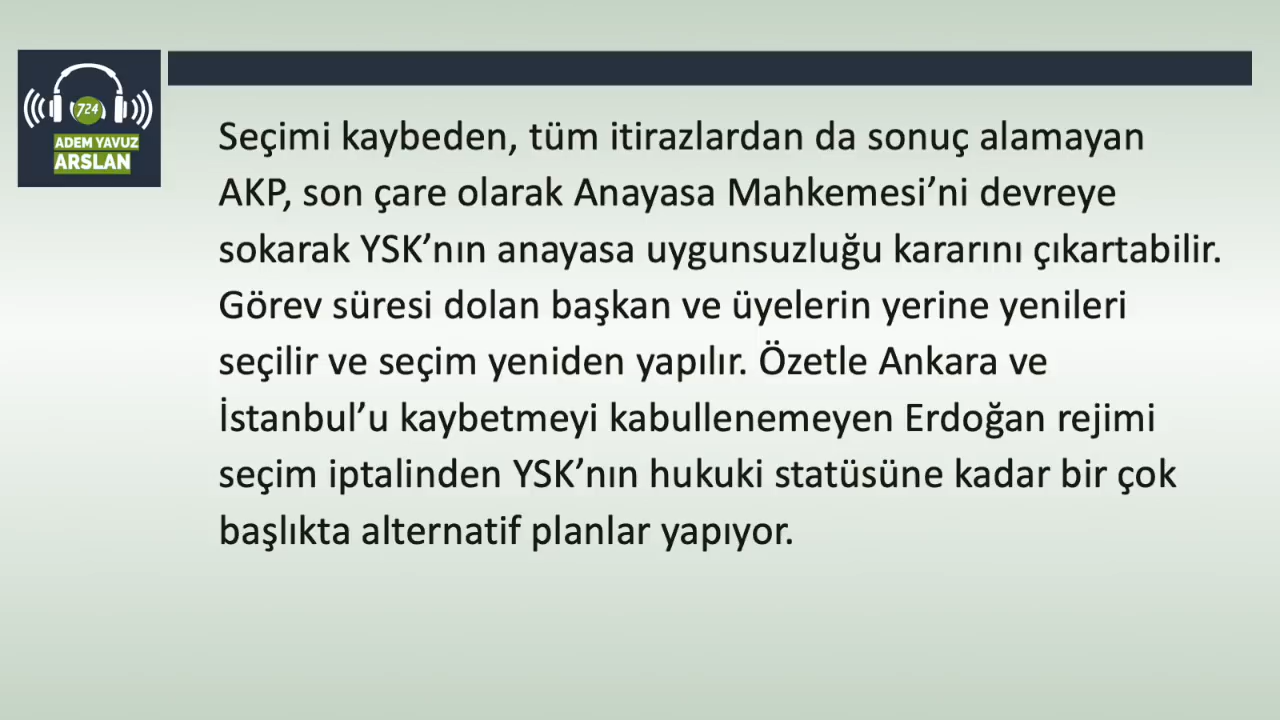 724
ADEM YAVUZ
ARSLAN
Seçimi kaybeden, tüm itirazlardan da sonuç alamayan
AKP, son çare olarak Anayasa Mahkemesi’ni devreye
sokarak YSK’nın anayasa uygunsuzluğu kararını çıkartabilir.
Görev süresi dolan başkan ve üyelerin yerine yenileri
seçilir ve seçim yeniden yapılır. Özetle Ankara ve
İstanbul’u kaybetmeyi kabullenemeyen Erdoğan rejimi
seçim iptalinden YSK’nın hukuki statüsüne kadar bir çok
başlıkta alternatif planlar yapıyor.